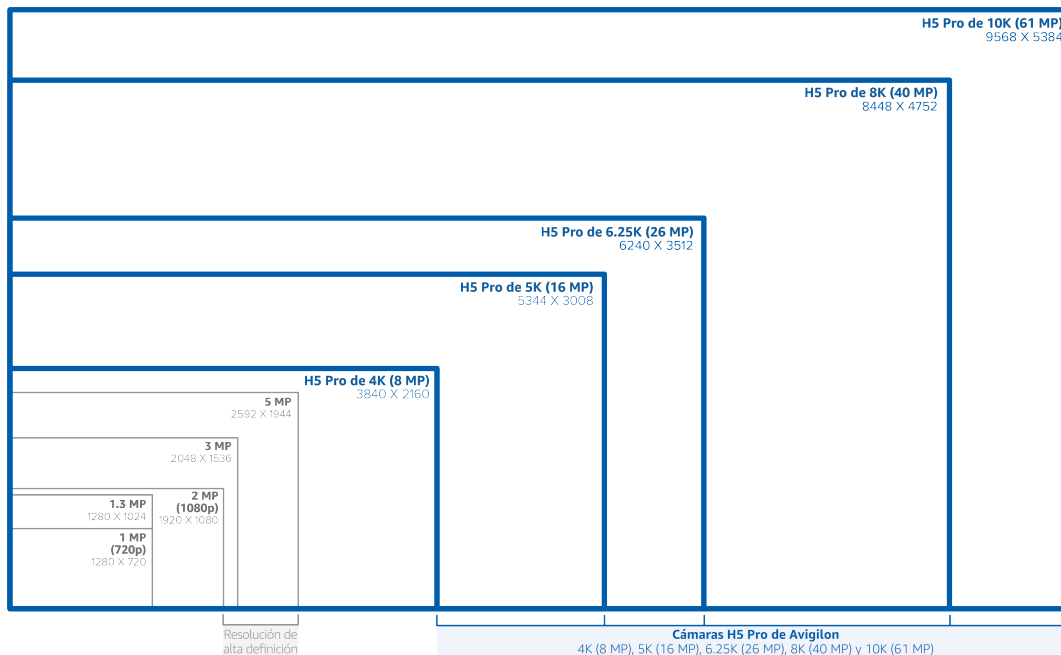 H5 Pro de 10K (61 MP)
9568 X 5384
H5 Pro de 8K (40 MP)
8448 X 4752
H5 Pro de 6.25K (26 MP)
6240 X 3512
H5 Pro de 5K (16 MP)
5344 X 3008
H5 Pro de 4K (8 MP)
3840 X 2160
5 MP
2592 X 1944
3 MP
2048 X 1536
2 MP
(1080p)
1920 X 1080
1.3 MP
1280 X 1024
1 MP
(720p)
1280 X 720
Resolución de
alta definición
Cámaras H5 Pro de Avigilon
4K (8 MP), 5K (16 MP), 6.25K (26 MP), 8K (40 MP) y 10K (61 MP)